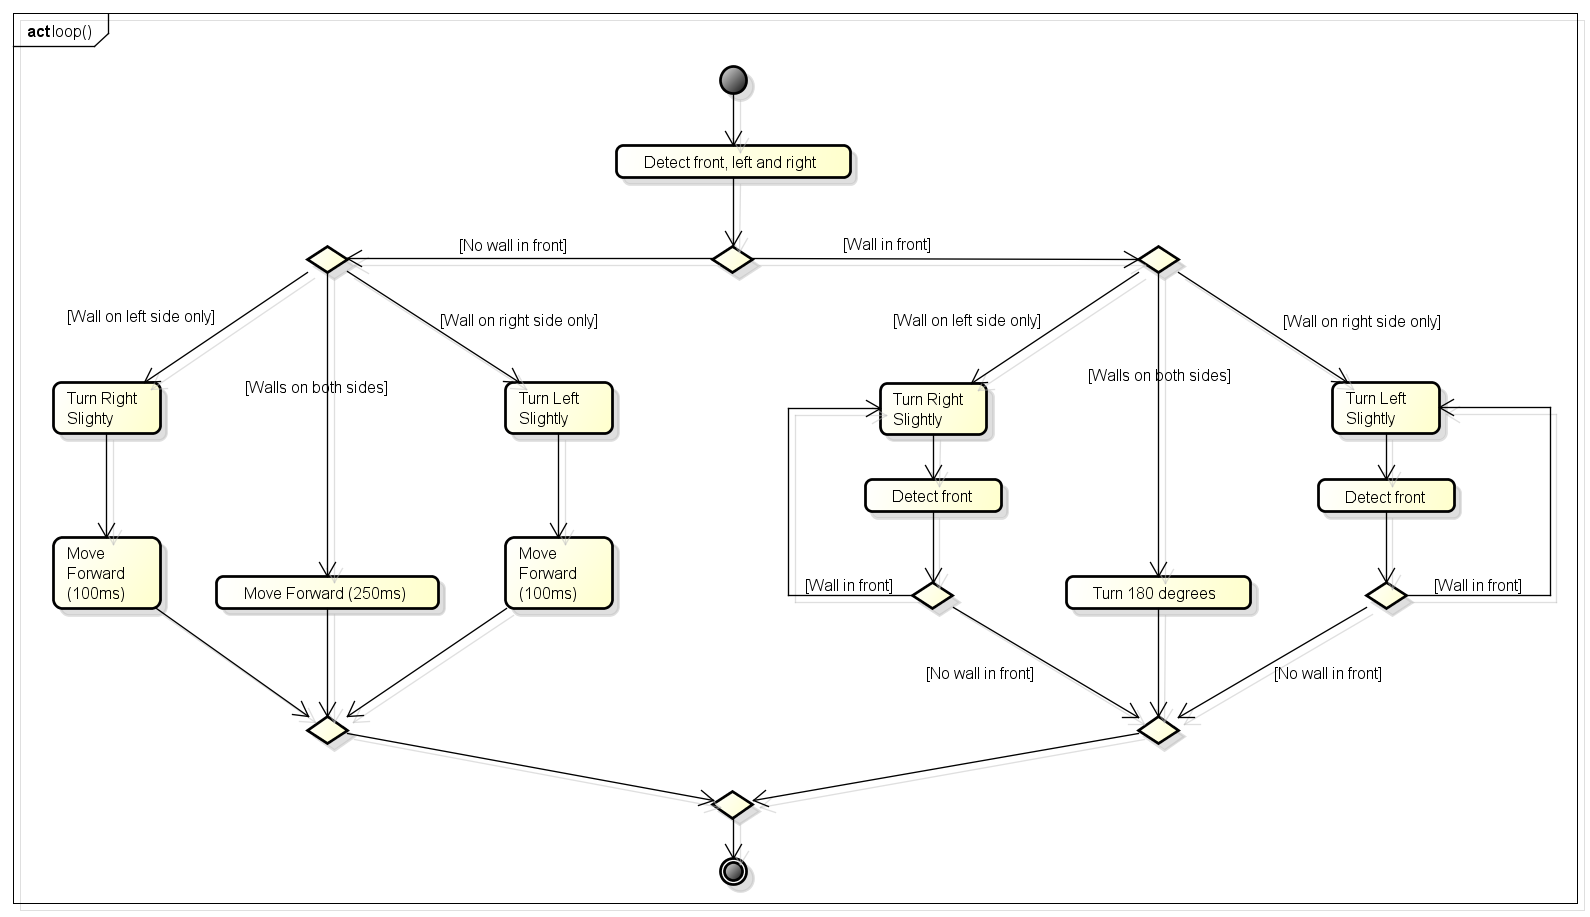 act loop()
Detect front, left and right
[No wall in front]
[Wall in front]
[Wall on left side only]
[Wall on right side only]
[Wall on left side only]
[Wall on right side only]
[Walls on both sides]
[Walls on both sides]
Turn Right
Slighty
Turn Left
Slightly
Turn Right
Slightly
Turn Left
Slightly
Detect front
Detect front
Move
Forward
(100ms)
Move Forward (250ms)
Move
Forward
(100ms)
[Wall in front]
Turn 180 degrees
[Wall in front]
[No wall in front]
[No wall in front]